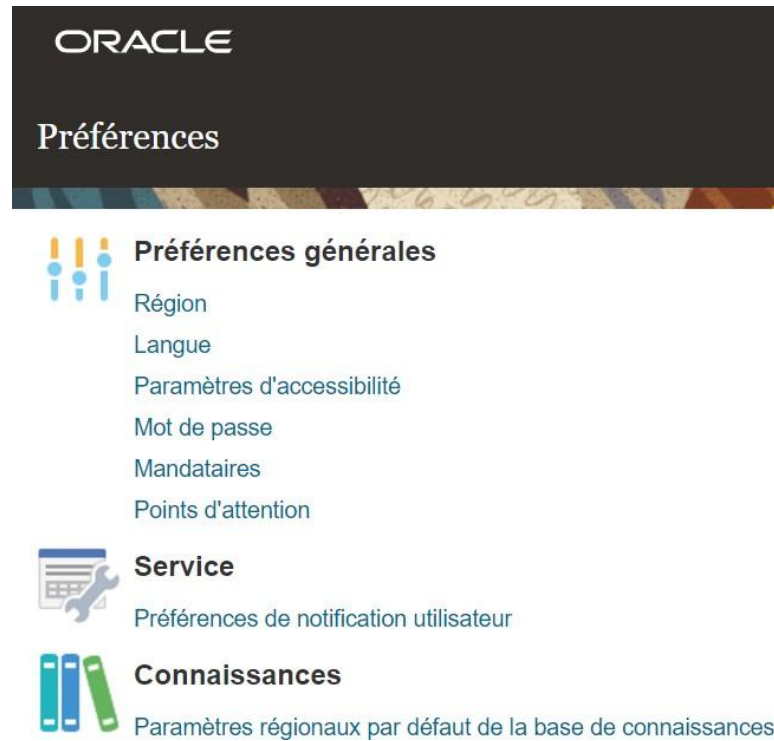 ORACLE
Préférences
Préférences générales
Région
Langue
Paramètres d'accessibilité
Mot de passe
Mandataires
Points d'attention
Service
Préférences de notification utilisateur
Connaissances
Paramètres régionaux par défaut de la base de connaissances